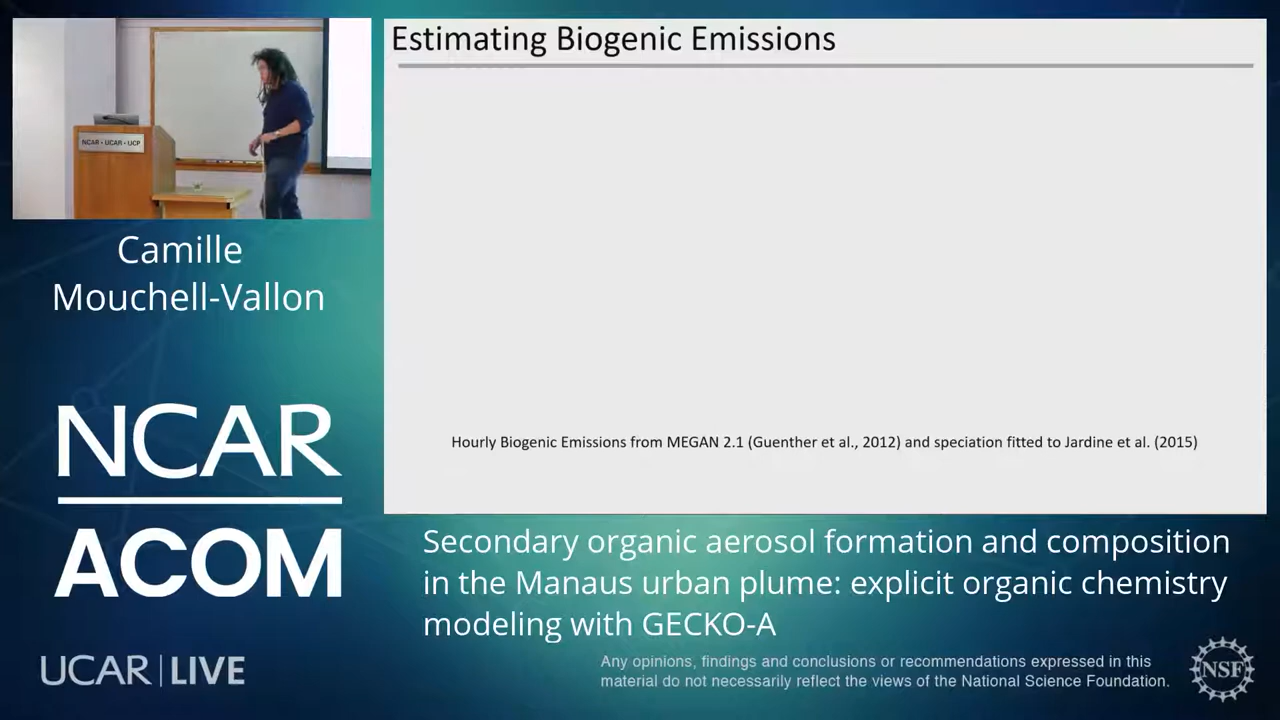 Estimating Biogenic Emissions
NCAR • UCAR • UCP
Camille
Mouchell-Vallon
Hourly Biogenic Emissions from MEGAN 2.1 (Guenther et al., 2012) and speciation fitted to Jardine et al. (2015)
NCAR
ACOM
Secondary organic aerosol formation and composition
in the Manaus urban plume: explicit organic chemistry
modeling with GECKO-A
UCAR | LIVE
Any opinions, findings and conclusions or recommendations expressed in this
material do not necessarily reflect the views of the National Science Foundation.
NSF